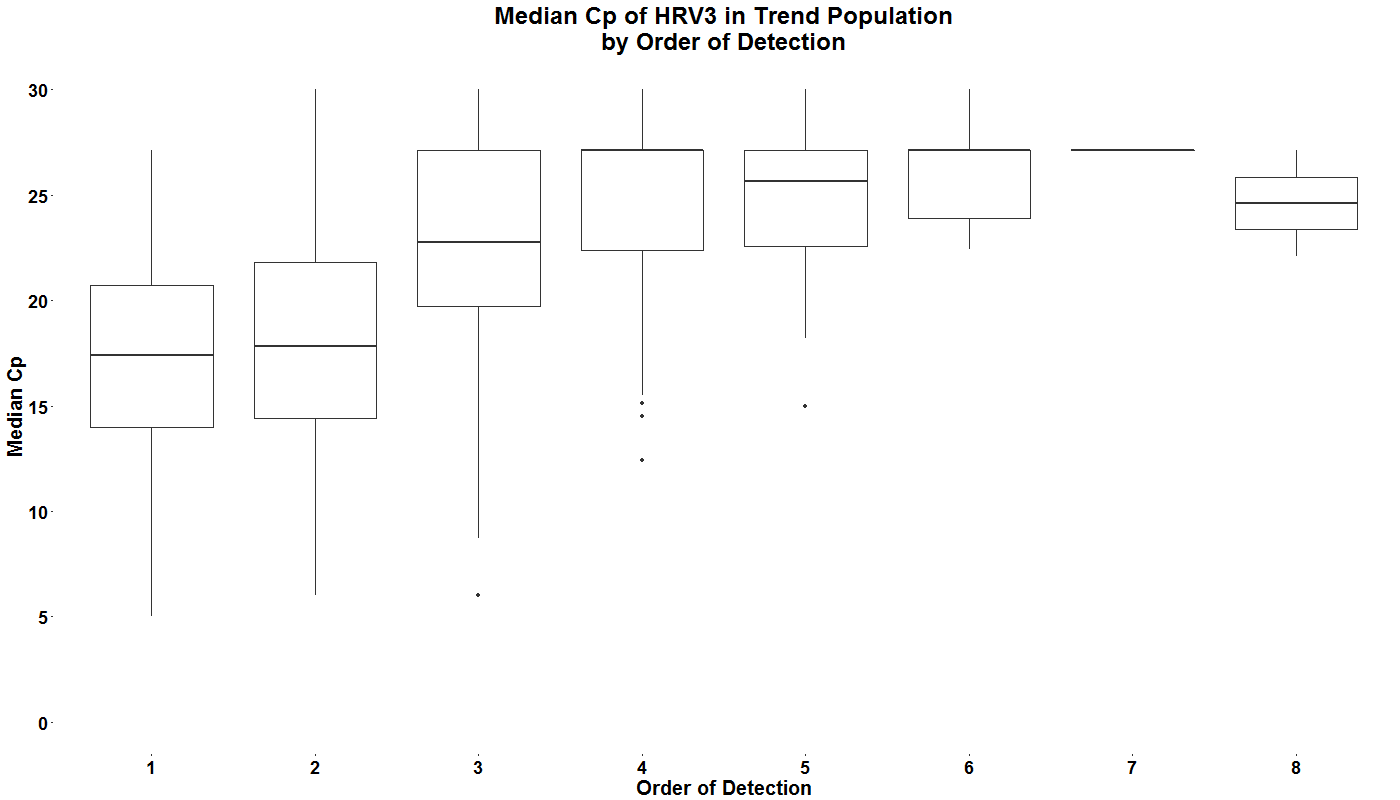 Median Cp of HRV3 in Trend Population
by Order of Detection
Median Cp
30
25
20
15
10
5
0
1 2 3 4 5 6 7 8
Order of Detection